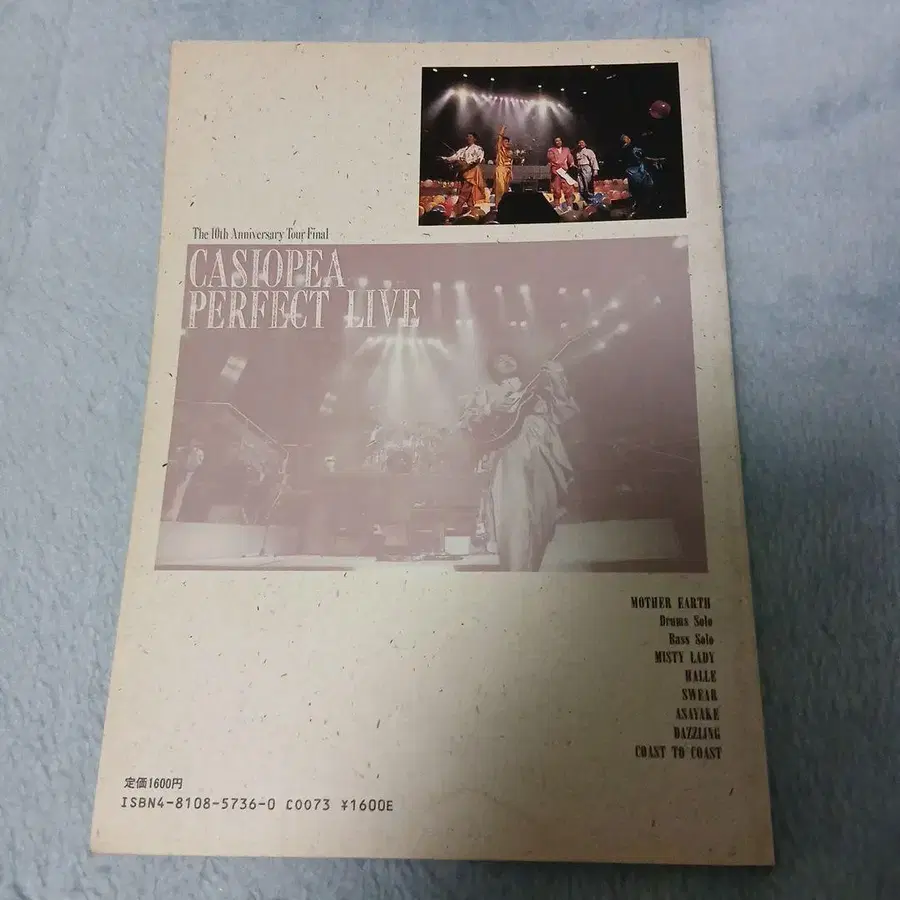 The 10th Anniversary Tour Final
CASIOPEA
PERFECT LIVE
MOTHER EARTH
Drums Solo
Bass Solo
MISTY LADY
HALLE
SWEAR
ASAYAKE
DAZZLING
COAST TO COAST
定価1600円
ISBN4-8108-5736-0 C0073 ¥1600E